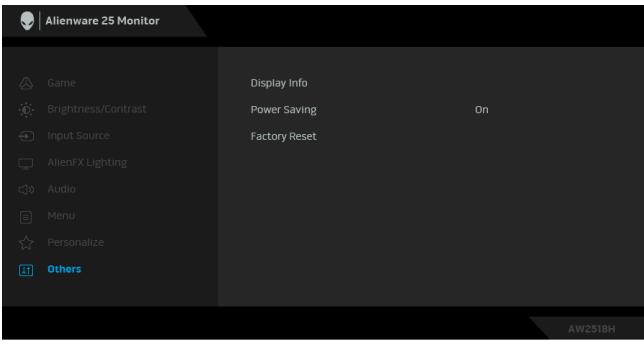 Alienware 25 Monitor
Game
Brightness/Contrast
Input Source
AlienFX Lighting
Audio
Menu
Personalize
Others
Display Info
Power Saving On
Factory Reset
AW2518H